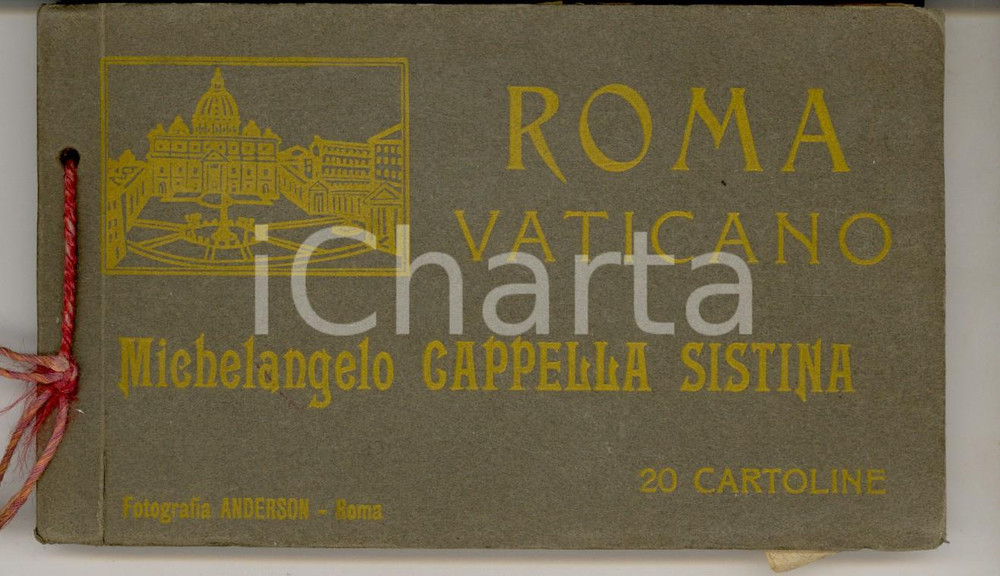 ROMA
VATICANO
iCharta
Michelangelo CAPPELLA SISTINA
20 CARTOLINE
Fotografia ANDERSON - Roma